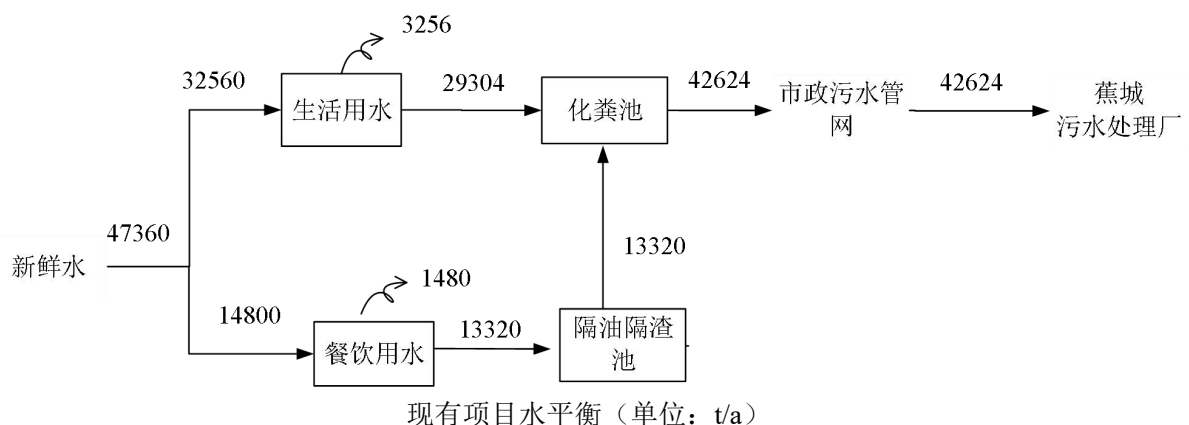 3256
32560
生活用水
29304
化粪池
42624
市政污水管
网
42624
蕉城
污水处理厂
新鲜水
47360
13320
14800
1480
餐饮用水
13320
隔油隔渣
池
现有项目水平衡（单位：t/a）